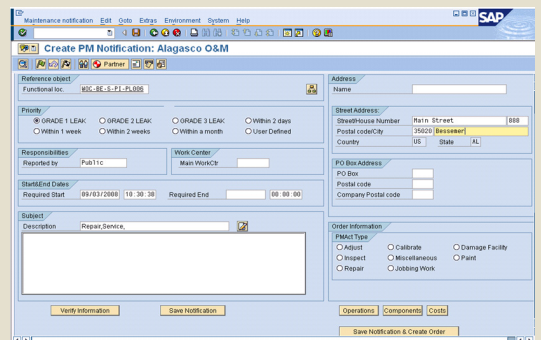 Maintenance notification Edit Goto Extras Environment System Help
SAP
Create PM Notification: Alagasco O&M
Partner
Reference object
Functional loc. WOC-BE-S-PI-PL006
Priority
GRADE 1 LEAK GRADE 2 LEAK GRADE 3 LEAK Within 2 days
Within 1 week Within 2 weeks Within a month User Defined
Responsibilities
Reported by Public
Work Center
Main WorkCtr
Start&End Dates
Required Start 09/03/2008 10:30:30 Required End 00:00:00
Subject
Description Repair,Service,
Verify Information Save Notification
Address
Name
Street Address:
Street/House Number Main Street 888
Postal code/City 35020 Bessemer
Country US State AL
PO Box Address
PO Box
Postal code
Company Postal code
Order Information
PMAct Type
Adjust Calibrate Damage Facility
Inspect Miscellaneous Paint
Repair Jobbing Work
Operations Components Costs
Save Notification & Create Order